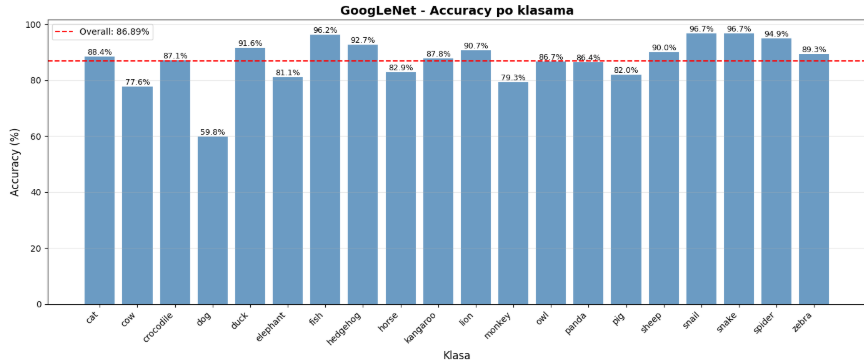 GoogLeNet - Accuracy po klasama
Overall: 86.89%
Accuracy (%)
100
80
60
40
20
0
88.4%
77.6%
87.1%
59.8%
91.6%
81.1%
96.2%
92.7%
82.9%
87.8%
90.7%
79.3%
86.7%
86.4%
82.0%
90.0%
96.7%
96.7%
94.9%
89.3%
cat
cow
crocodile
dog
duck
elephant
fish
hedgehog
horse
kangaroo
lion
monkey
owl
panda
pig
sheep
snail
snake
spider
zebra
Klasa